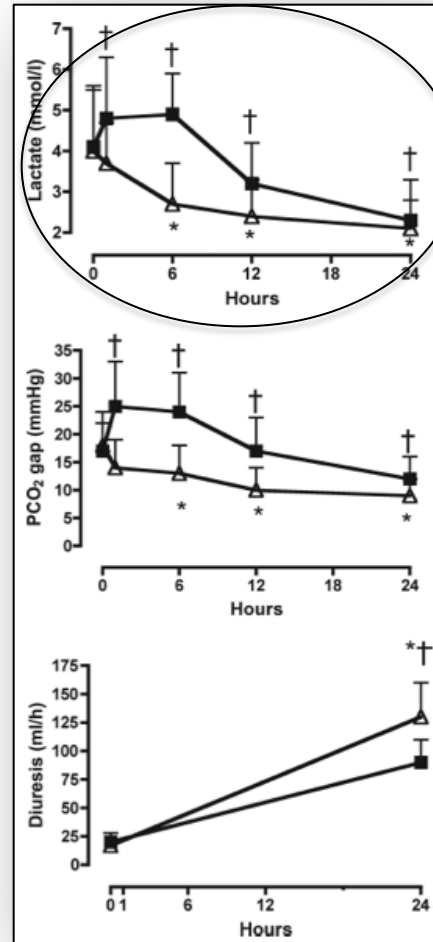 7
6
5
4
3
2
Lactate (mmol/l)
† † † †
* * *
0 6 12 18 24
Hours
35
30
25
20
15
10
5
0
PCO₂ gap (mmHg)
† † † †
* * *
0 6 12 18 24
Hours
175
150
125
100
75
50
25
0
Diuresis (ml/h)
*†
0 1 6 12 24
Hours